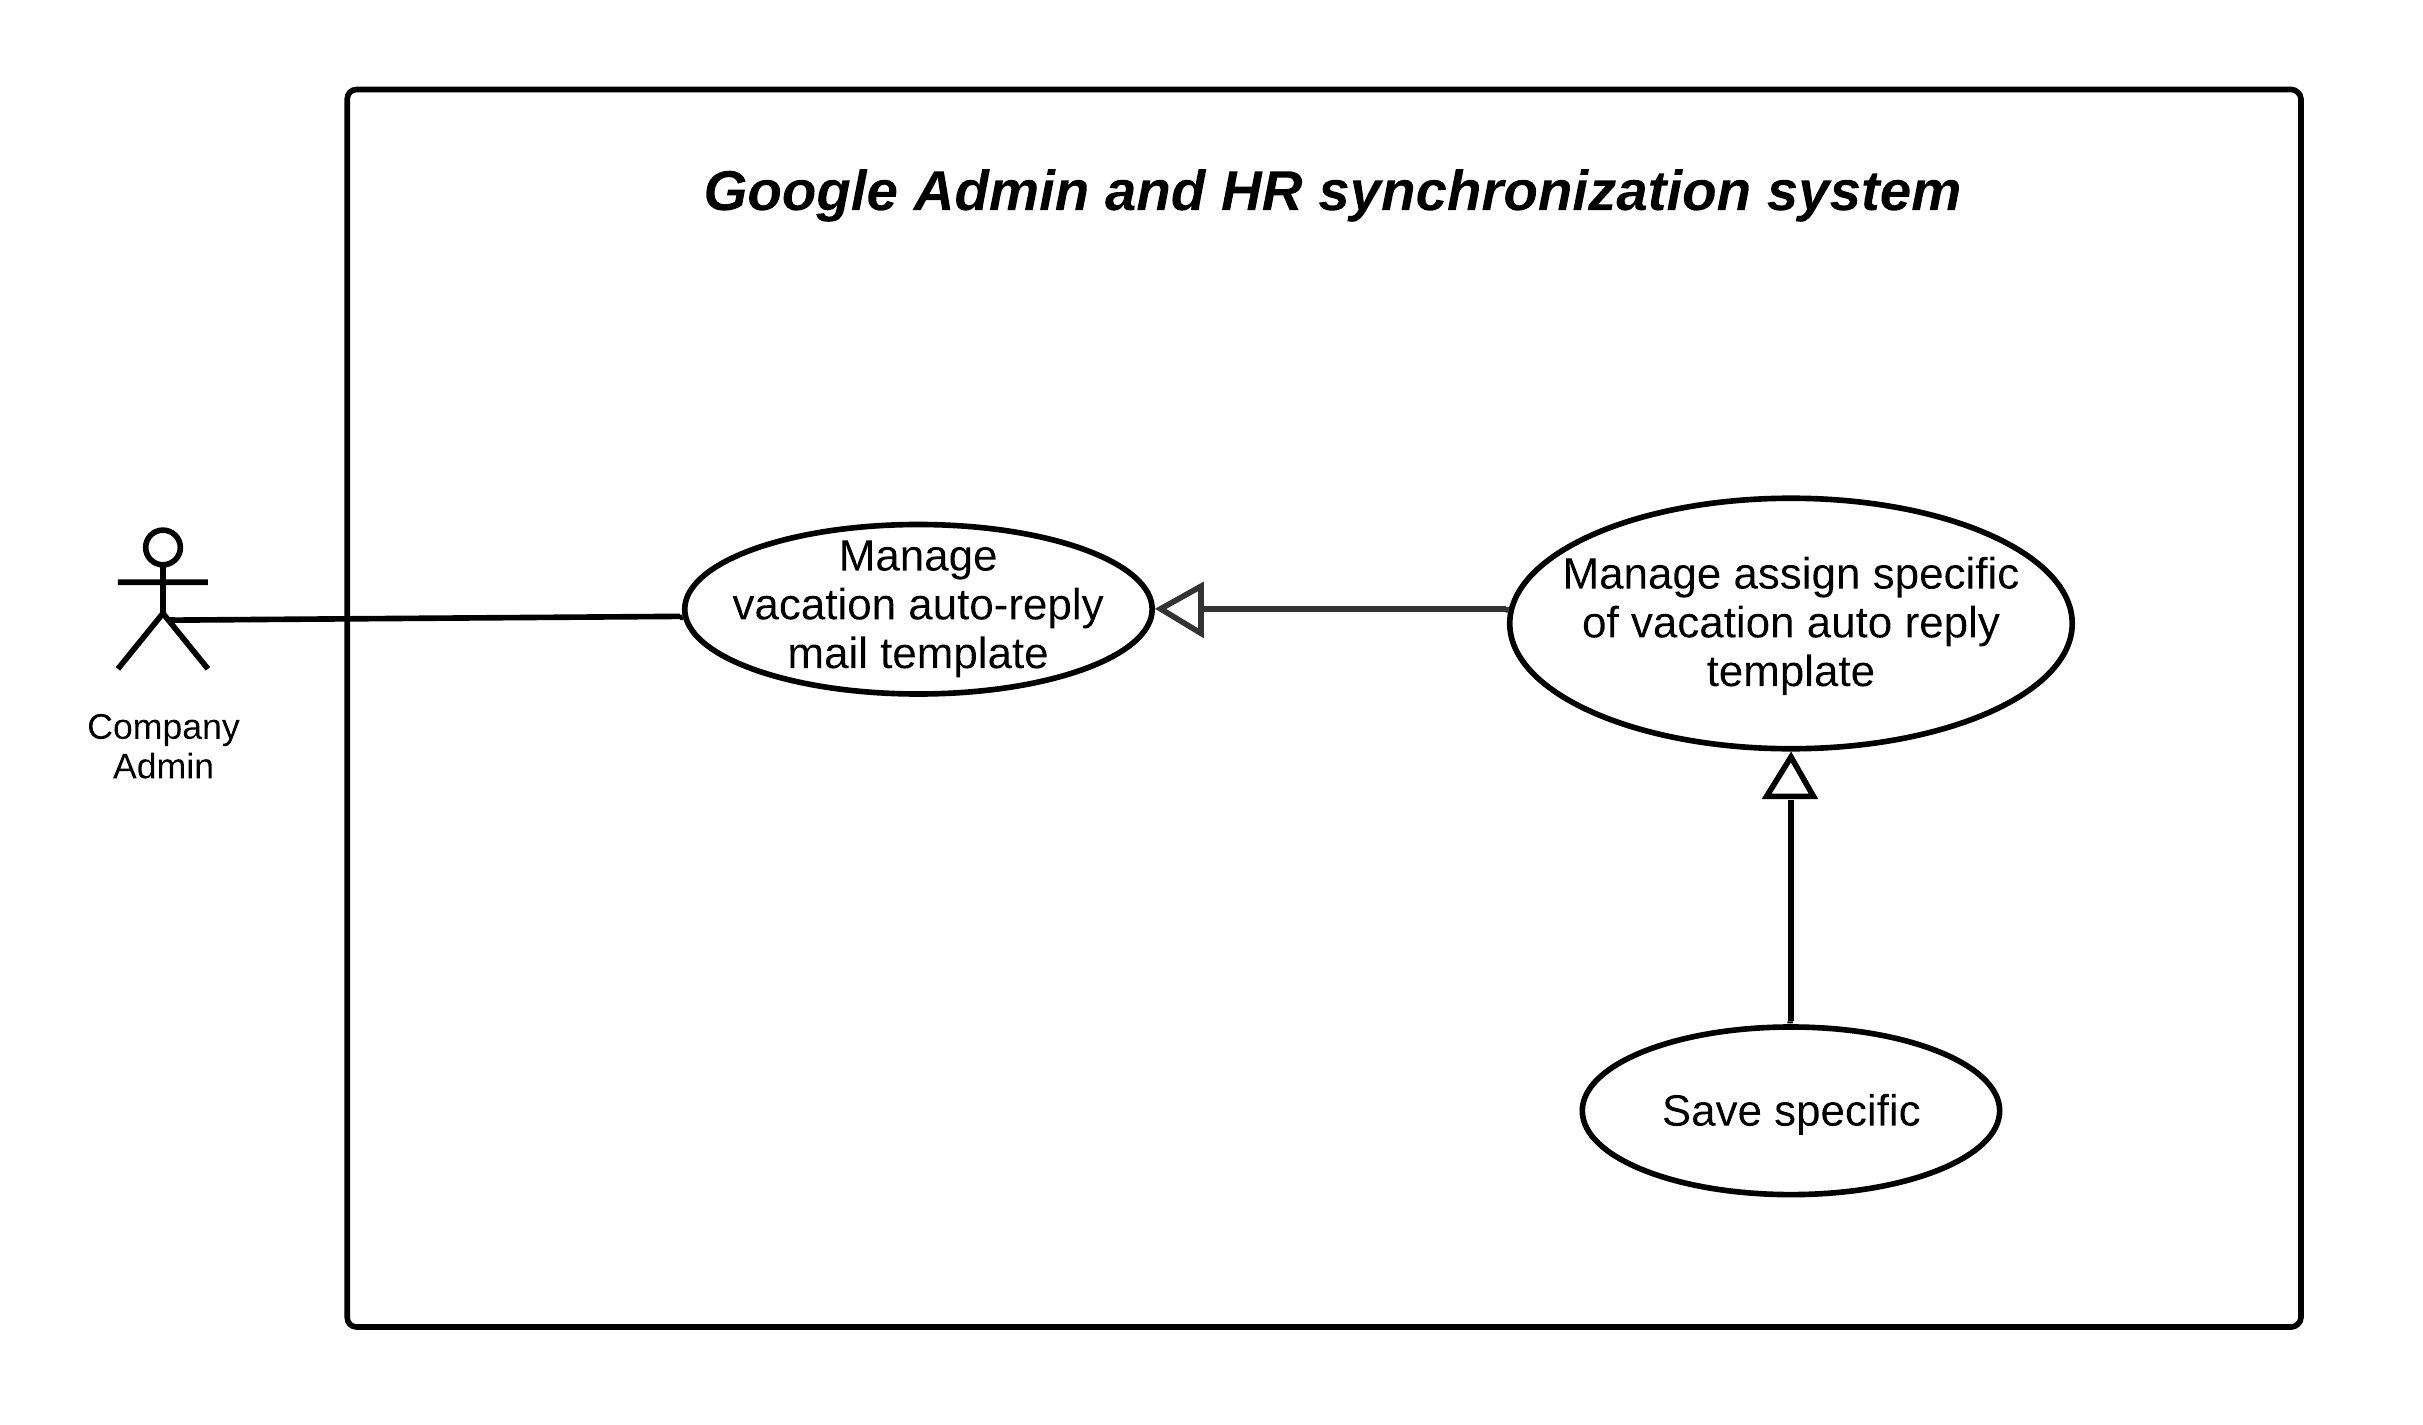 Google Admin and HR synchronization system
Manage
vacation auto-reply
mail template
Manage assign specific
of vacation auto reply
template
Company
Admin
Save specific